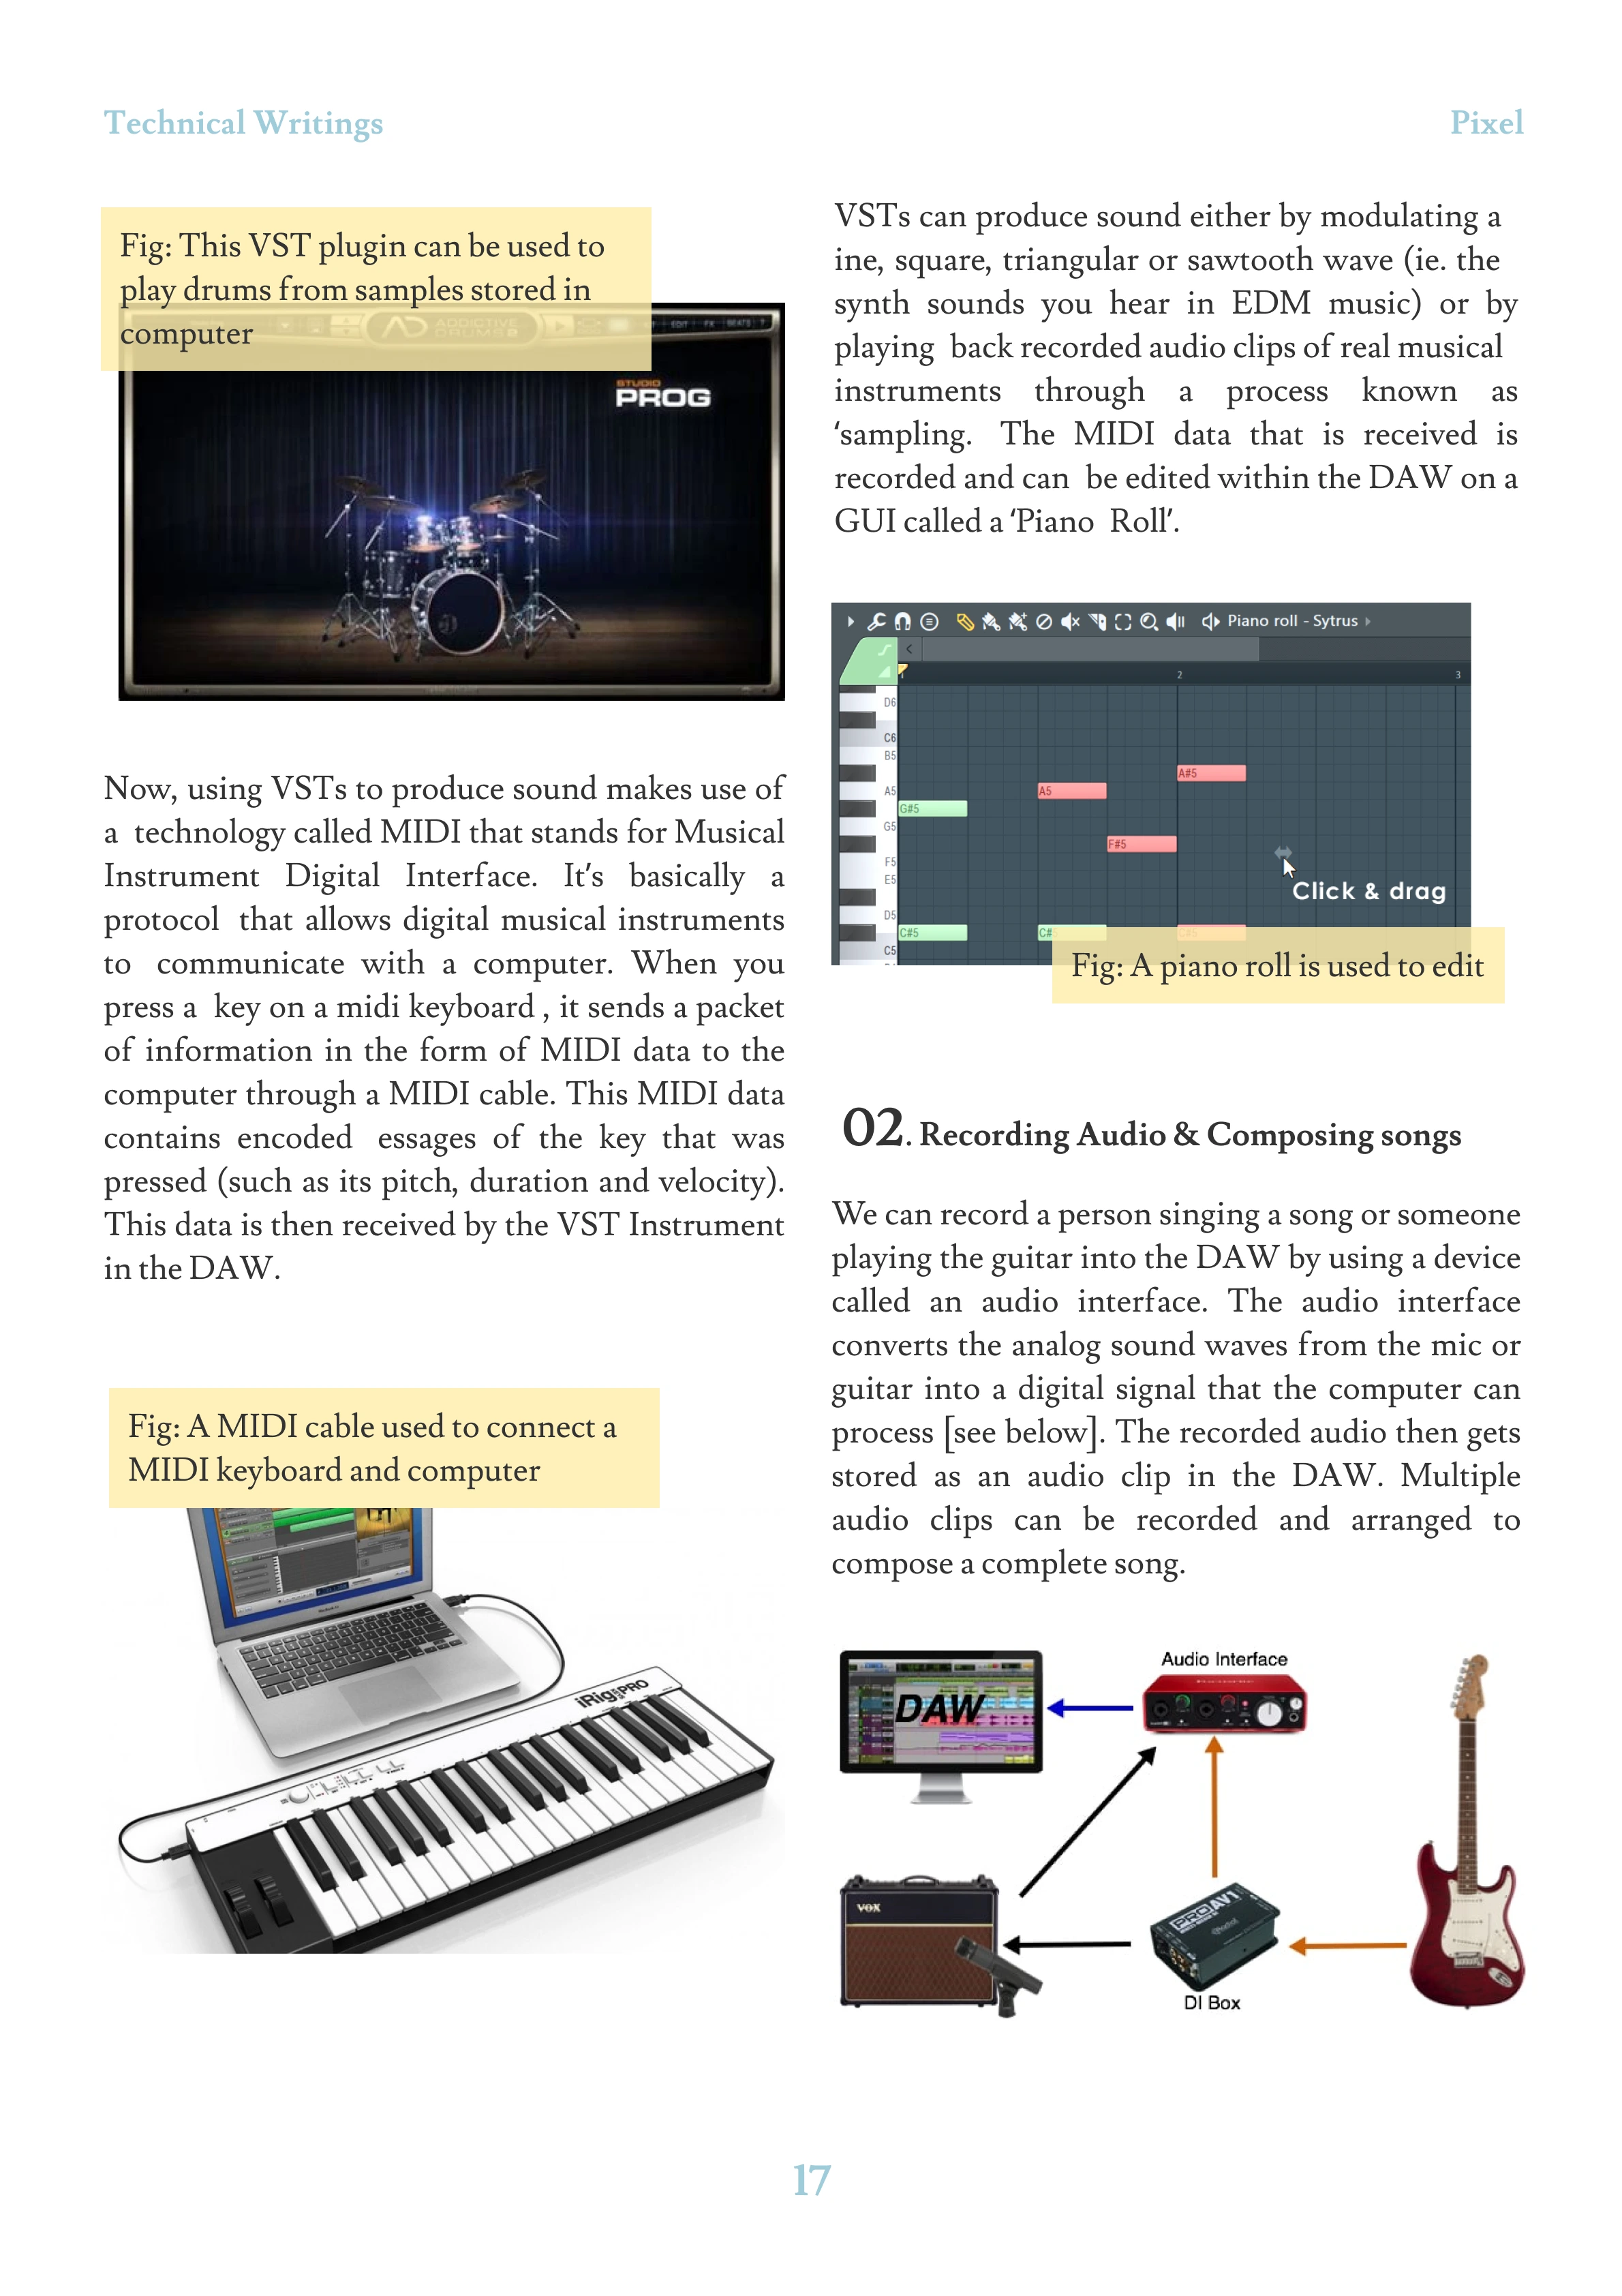 Technical Writings
Pixel
Fig: This VST plugin can be used to
play drums from samples stored in
computer
ADDICTIVE
DRUMS 2
EDIT FX BEATS ?
STUDIO
PROG
Now, using VSTs to produce sound makes use of
a technology called MIDI that stands for Musical
Instrument Digital Interface. It's basically a
protocol that allows digital musical instruments
to communicate with a computer. When you
press a key on a midi keyboard , it sends a packet
of information in the form of MIDI data to the
computer through a MIDI cable. This MIDI data
contains encoded essages of the key that was
pressed (such as its pitch, duration and velocity).
This data is then received by the VST Instrument
in the DAW.
Fig: A MIDI cable used to connect a
MIDI keyboard and computer
iRig PRO
VSTs can produce sound either by modulating a
ine, square, triangular or sawtooth wave (ie. the
synth sounds you hear in EDM music) or by
playing back recorded audio clips of real musical
instruments through a process known as
‘sampling. The MIDI data that is received is
recorded and can be edited within the DAW on a
GUI called a ‘Piano Roll’.
Piano roll - Sytrus
2
3
D6
C6
B5
A#5
A5
A5
G#5
G5
F#5
F5
E5
Click & drag
D5
C#5
C#
C#5
C5
Fig: A piano roll is used to edit
02. Recording Audio & Composing songs
We can record a person singing a song or someone
playing the guitar into the DAW by using a device
called an audio interface. The audio interface
converts the analog sound waves from the mic or
guitar into a digital signal that the computer can
process [see below]. The recorded audio then gets
stored as an audio clip in the DAW. Multiple
audio clips can be recorded and arranged to
compose a complete song.
Audio Interface
DAW
VOX
PROAV1
Radial
DI Box
17